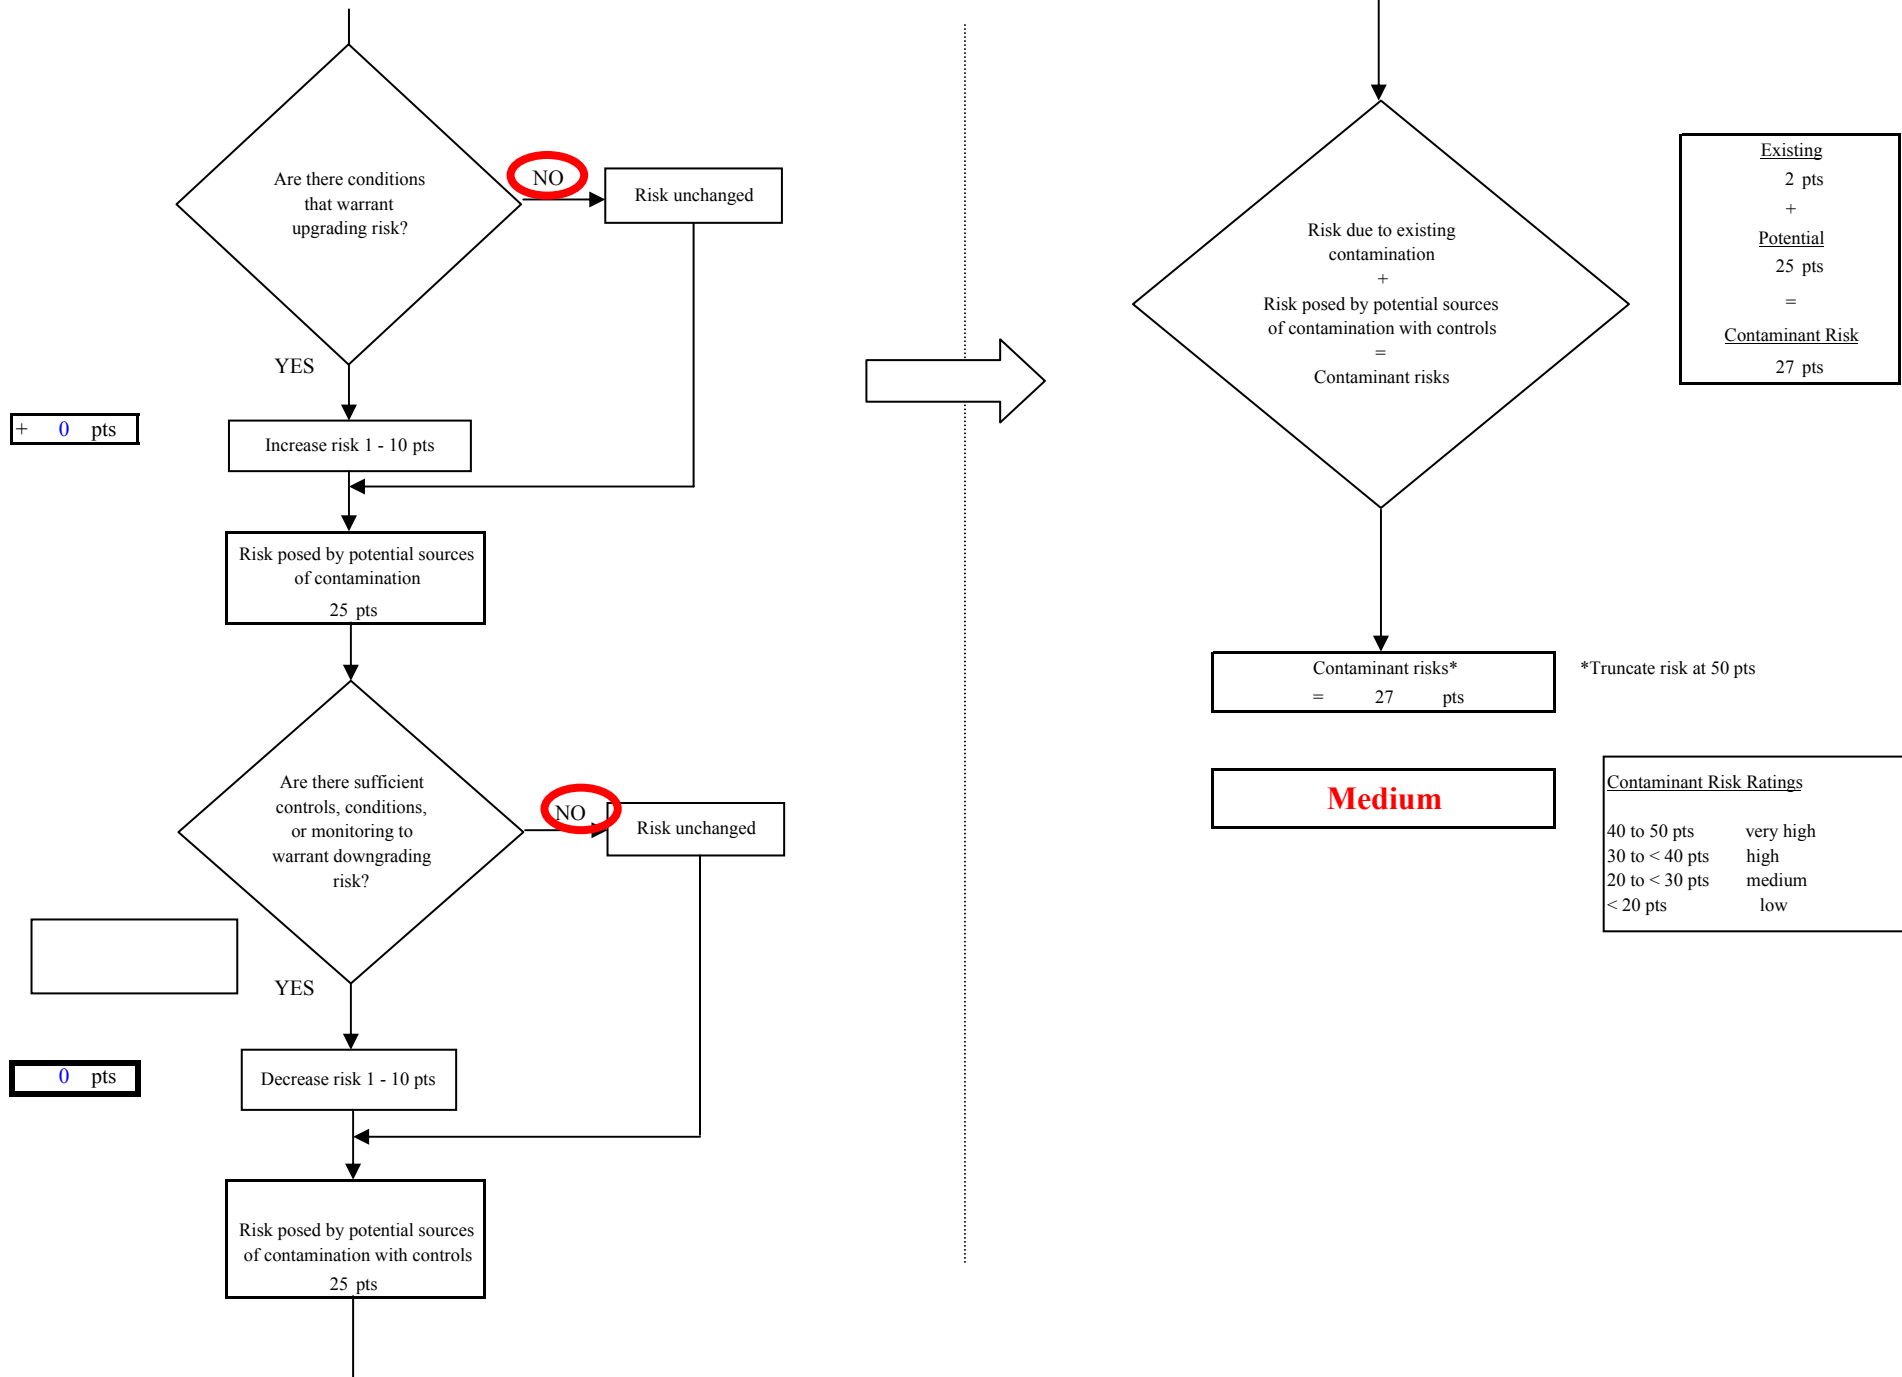 Are there conditions
that warrant
upgrading risk?
NO
Risk unchanged
YES
+ 0 pts
Increase risk 1 - 10 pts
Risk posed by potential sources
of contamination
25 pts
Are there sufficient
controls, conditions,
or monitoring to
warrant downgrading
risk?
NO
Risk unchanged
YES
0 pts
Decrease risk 1 - 10 pts
Risk posed by potential sources
of contamination with controls
25 pts
Risk due to existing
contamination
+
Risk posed by potential sources
of contamination with controls
=
Contaminant risks
Existing
2 pts
+
Potential
25 pts
=
Contaminant Risk
27 pts
Contaminant risks*
= 27 pts
*Truncate risk at 50 pts
Medium
Contaminant Risk Ratings
40 to 50 pts very high
30 to < 40 pts high
20 to < 30 pts medium
< 20 pts low